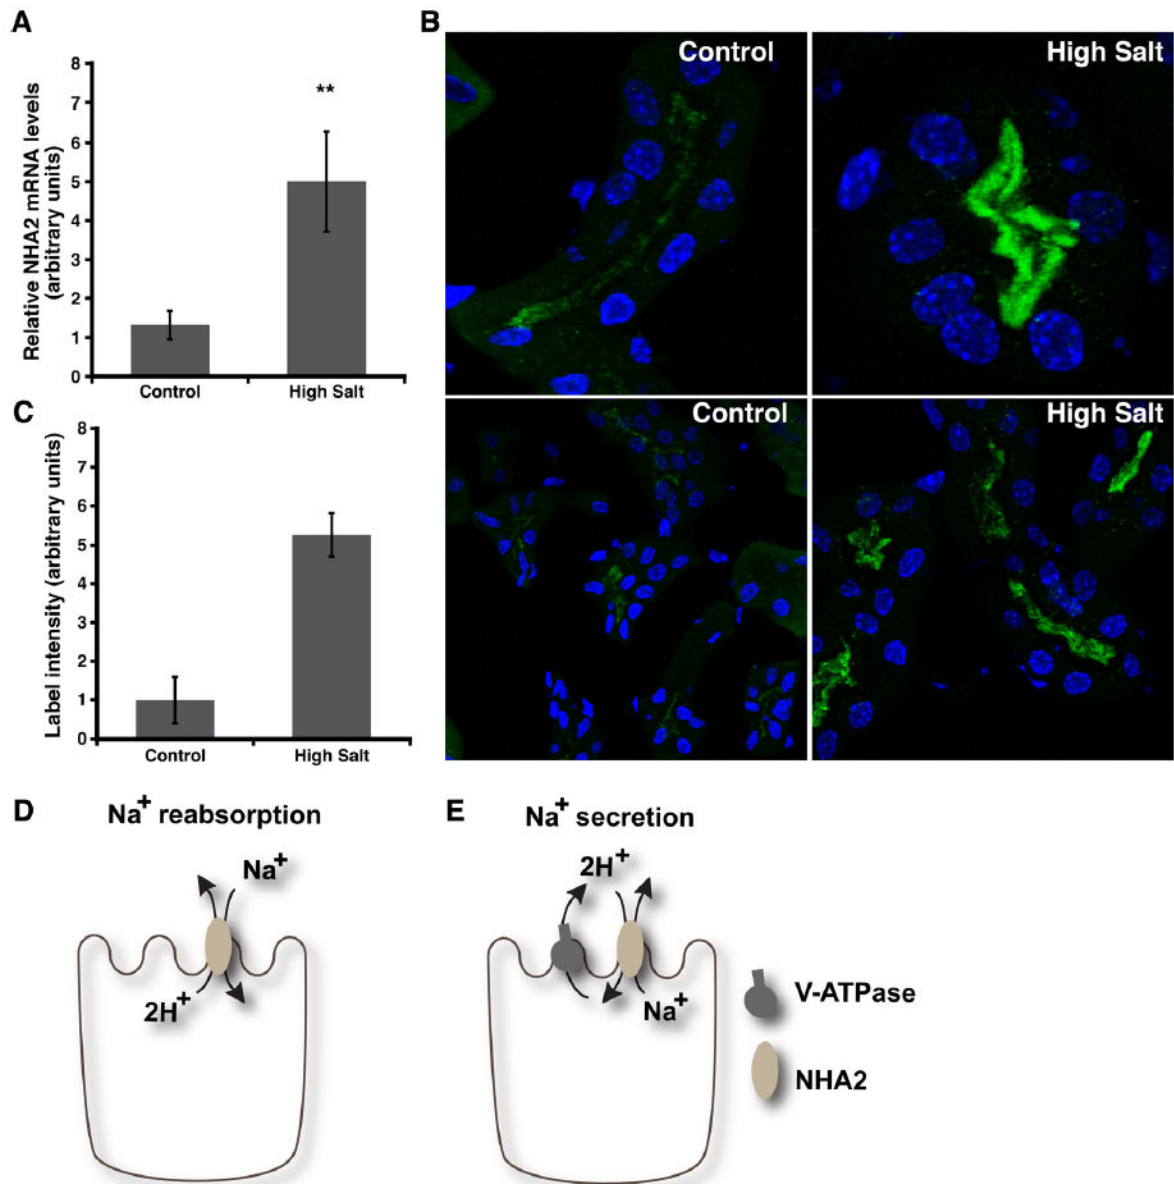 A
Relative NHA2 mRNA levels
(arbitrary units)
8
7
6
5
4
3
2
1
0
**
Control
High Salt
B
Control
High Salt
Control
High Salt
C
Label intensity (arbitrary units)
8
7
6
5
4
3
2
1
0
Control
High Salt
D
Na+ reabsorption
Na+
2H+
E
Na+ secretion
2H+
Na+
V-ATPase
NHA2